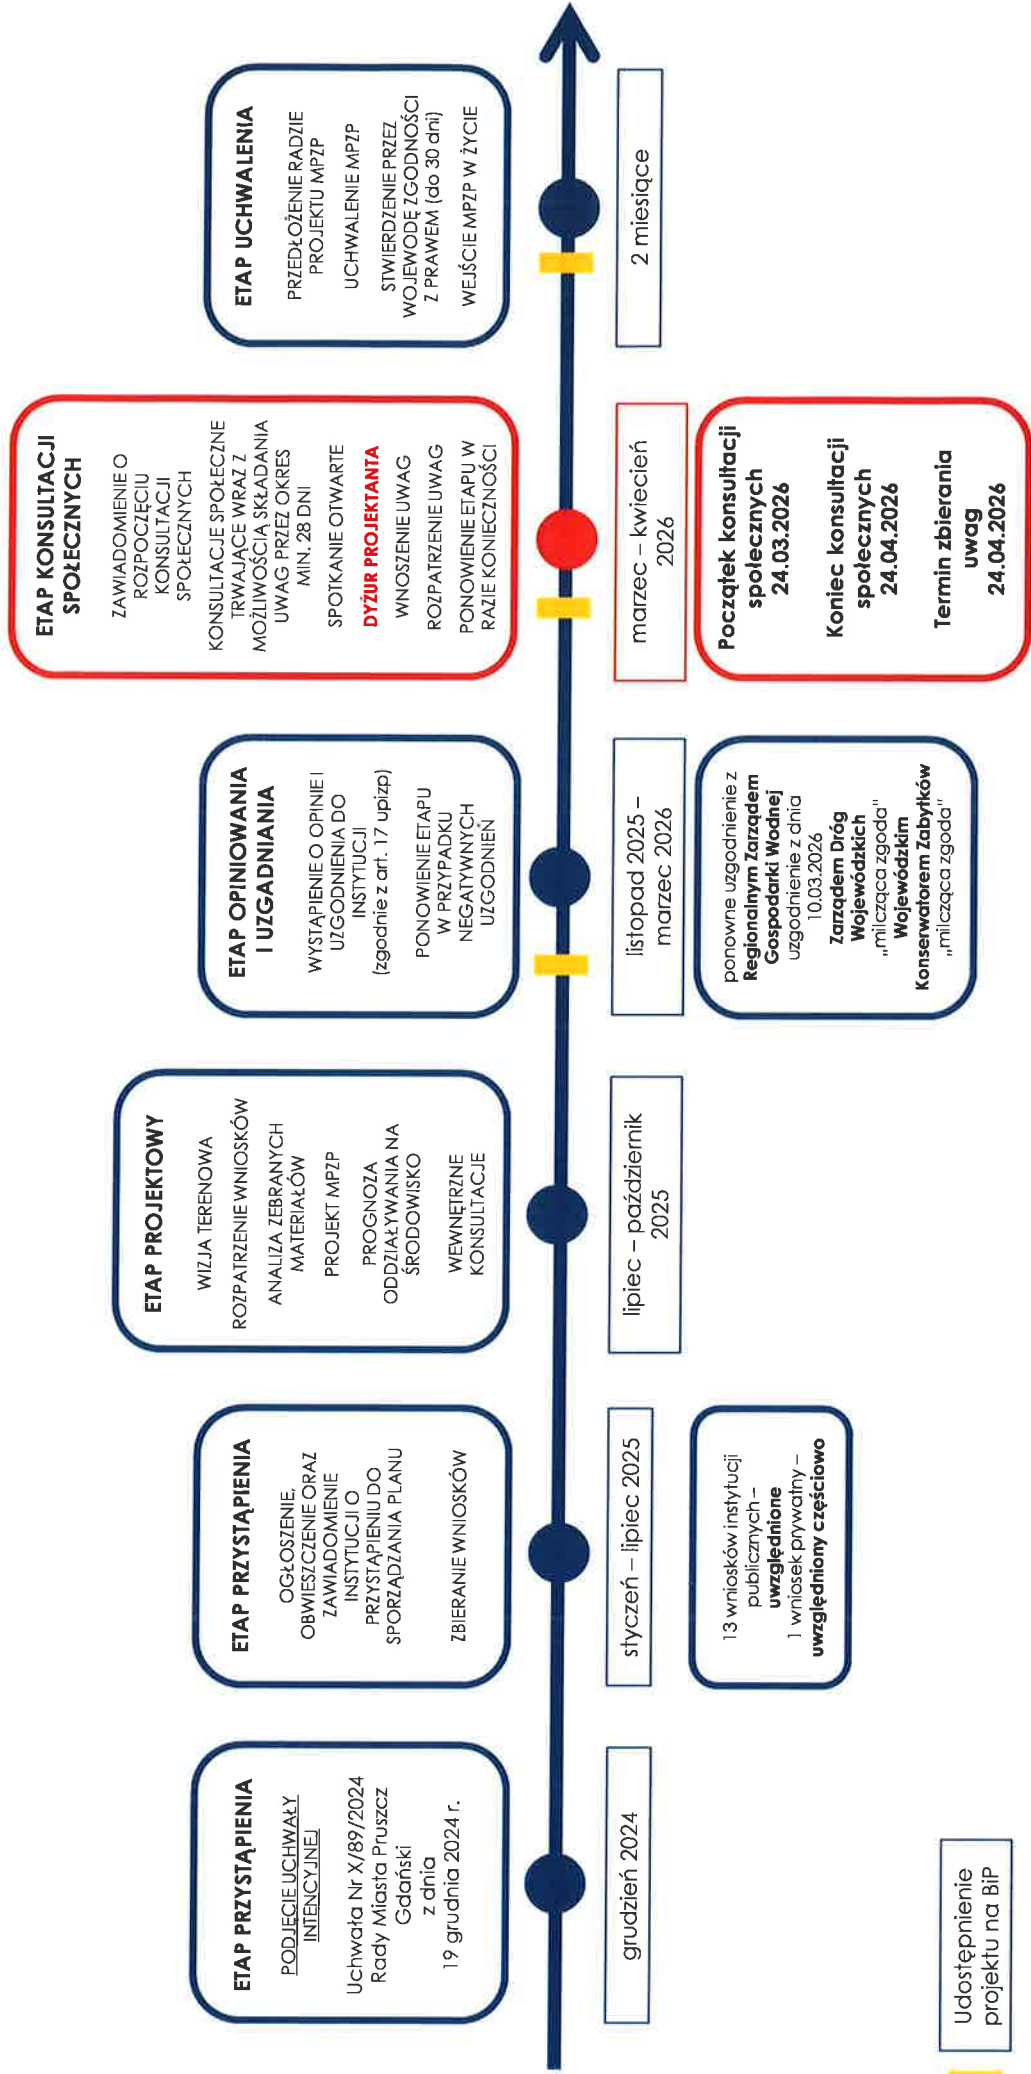 ETAP PRZYSTĄPIENIA
PODJĘCIE UCHWAŁY
INTENCYJNEJ
Uchwała Nr X/89/2024
Rady Miasta Pruszcz
Gdański
z dnia
19 grudnia 2024 r.
grudzień 2024
ETAP PRZYSTĄPIENIA
OGŁOSZENIE,
OBWIESZCZENIE ORAZ
ZAWIADOMIENIE
INSTYTUCJI O
PRZYSTĄPIENIU DO
SPORZĄDZANIA PLANU
ZBIERANIE WNIOSKÓW
styczeń – lipiec 2025
13 wniosków instytucji
publicznych –
uwzględnione
1 wniosek prywatny –
uwzględniony częściowo
ETAP PROJEKTOWY
WIZJA TERENOWA
ROZPATRZENIE WNIOSKÓW
ANALIZA ZEBRANYCH
MATERIAŁÓW
PROJEKT MPZP
PROGNOZA
ODDZIAŁYWANIA NA
ŚRODOWISKO
WEWNĘTRZNE
KONSULTACJE
lipiec – październik
2025
ETAP OPINIOWANIA
I UZGADNIANIA
WYSTĄPIENIE O OPINIE I
UZGODNIENIA DO
INSTYTUCJI
(zgodnie z art. 17 upizp)
PONOWIENIE ETAPU
W PRZYPADKU
NEGATYWNYCH
UZGODNIEŃ
listopad 2025 –
marzec 2026
ponowne uzgodnienie z
Regionalnym Zarządem
Gospodarki Wodnej
uzgodnienie z dnia
10.03.2026
Zarządem Dróg
Wojewódzkich
„milcząca zgoda"
Wojewódzkim
Konserwatorem Zabytków
„milcząca zgoda"
ETAP KONSULTACJI
SPOŁECZNYCH
ZAWIADOMIENIE O
ROZPOCZĘCIU
KONSULTACJI
SPOŁECZNYCH
KONSULTACJE SPOŁECZNE
TRWAJĄCE WRAZ Z
MOŻLIWOŚCIĄ SKŁADANIA
UWAG PRZEZ OKRES
MIN. 28 DNI
SPOTKANIE OTWARTE
DYŻUR PROJEKTANTA
WNOSZENIE UWAG
ROZPATRZENIE UWAG
PONOWIENIE ETAPU W
RAZIE KONIECZNOŚCI
marzec – kwiecień
2026
Początek konsultacji
społecznych
24.03.2026
Koniec konsultacji
społecznych
24.04.2026
Termin zbierania
uwag
24.04.2026
ETAP UCHWALENIA
PRZEDŁOŻENIE RADZIE
PROJEKTU MPZP
UCHWALENIE MPZP
STWIERDZENIE PRZEZ
WOJEWODĘ ZGODNOŚCI
Z PRAWEM (do 30 dni)
WEJŚCIE MPZP W ŻYCIE
2 miesiące
Udostępnienie
projektu na BiP